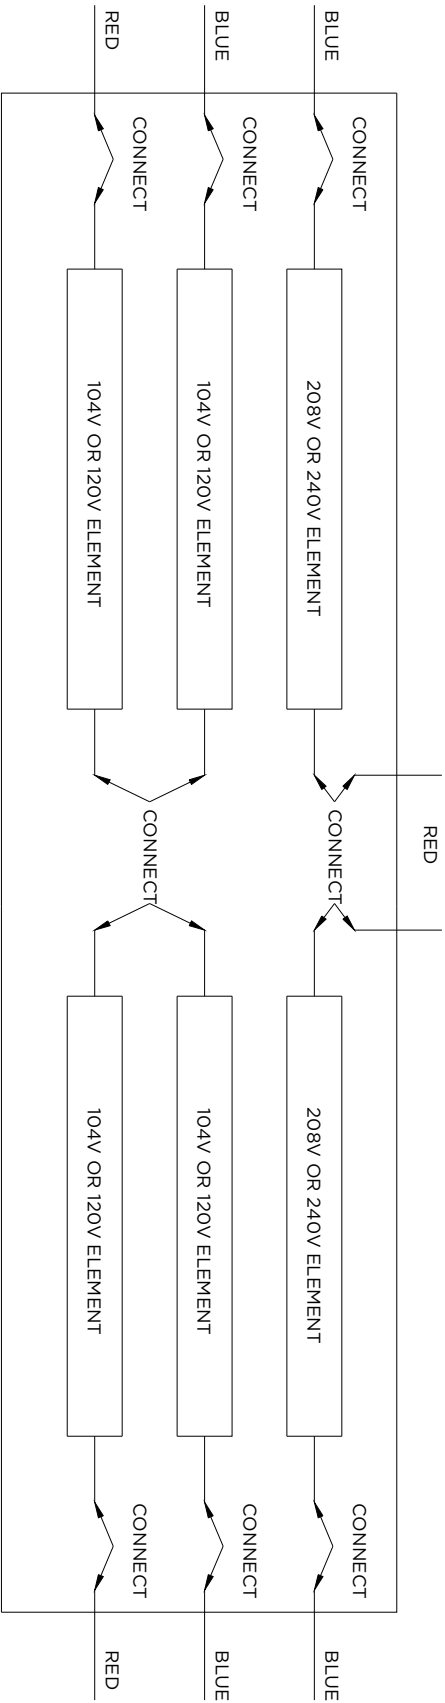 RED
CONNECT
CONNECT
BLUE
CONNECT
BLUE
208V OR 240V ELEMENT
208V OR 240V ELEMENT
CONNECT
CONNECT
BLUE
BLUE
104V OR 120V ELEMENT
104V OR 120V ELEMENT
CONNECT
CONNECT
CONNECT
RED
RED
104V OR 120V ELEMENT
104V OR 120V ELEMENT